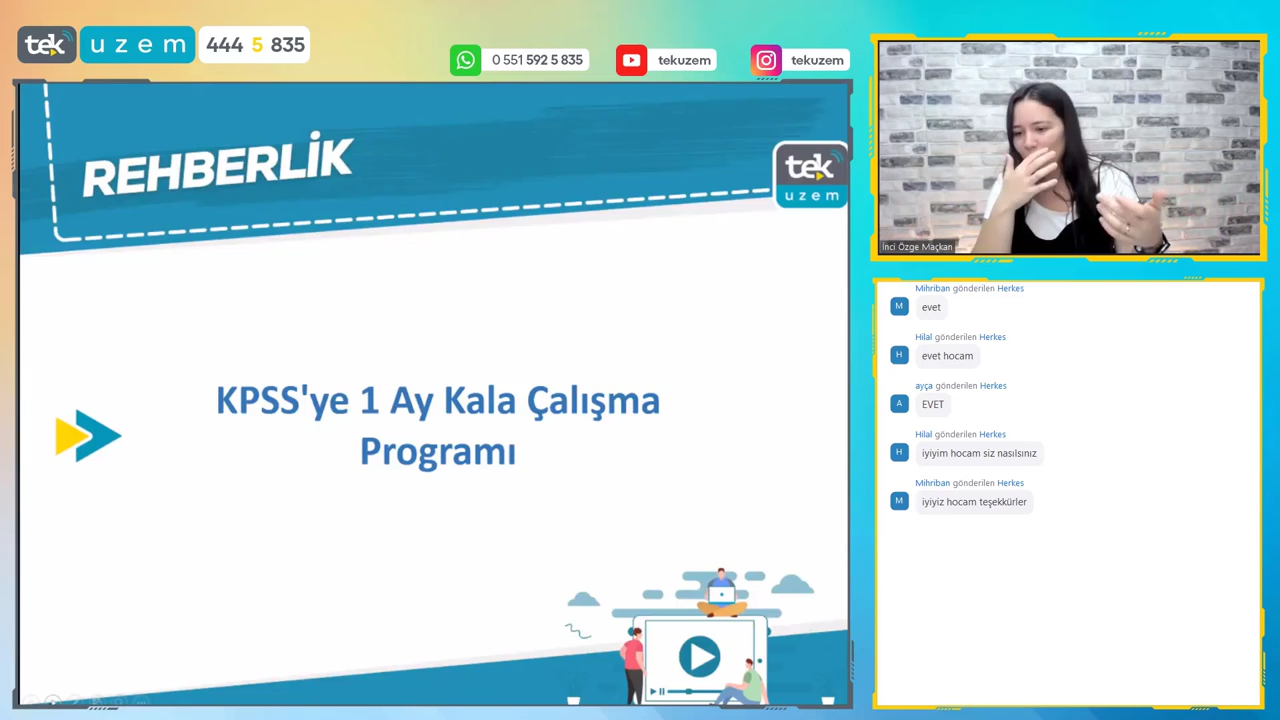 tek uzem 444 5 835
0 551 592 5 835 tekuzem tekuzem
REHBERLİK
tek
uzem
KPSS'ye 1 Ay Kala Çalışma
Programı
İnci Özge Maçkan
Mihriban gönderilen Herkes
M evet
Hilal gönderilen Herkes
H evet hocam
ayça gönderilen Herkes
A EVET
Hilal gönderilen Herkes
H iyiyim hocam siz nasılsınız
Mihriban gönderilen Herkes
M iyiyiz hocam teşekkürler